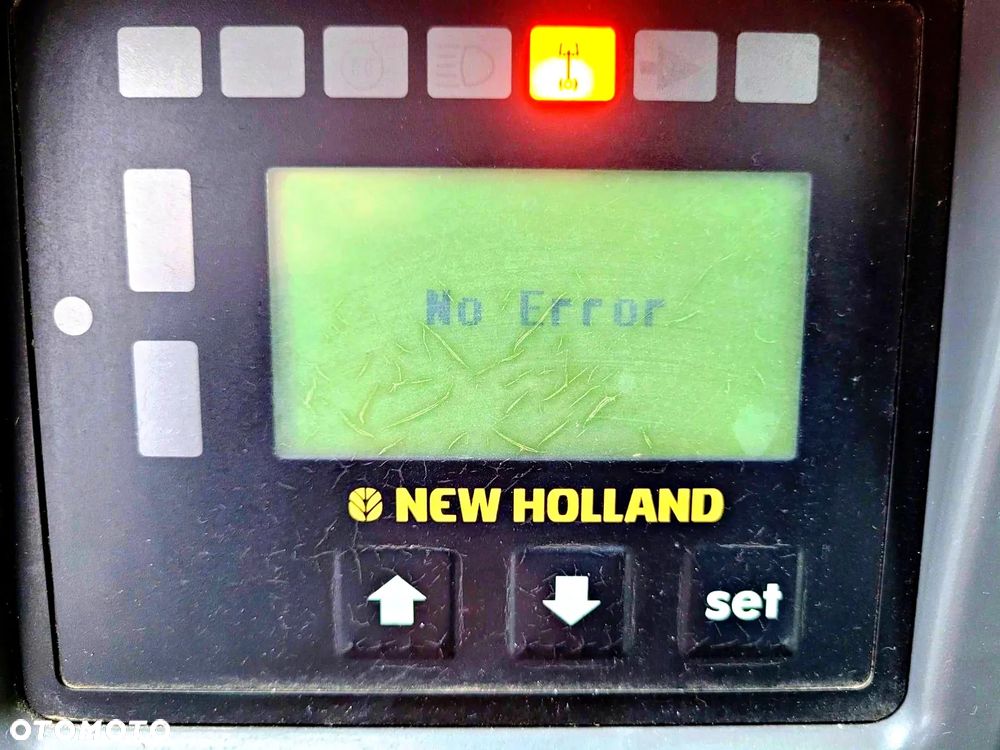 No Error
NEW HOLLAND
set
OTOMOTO